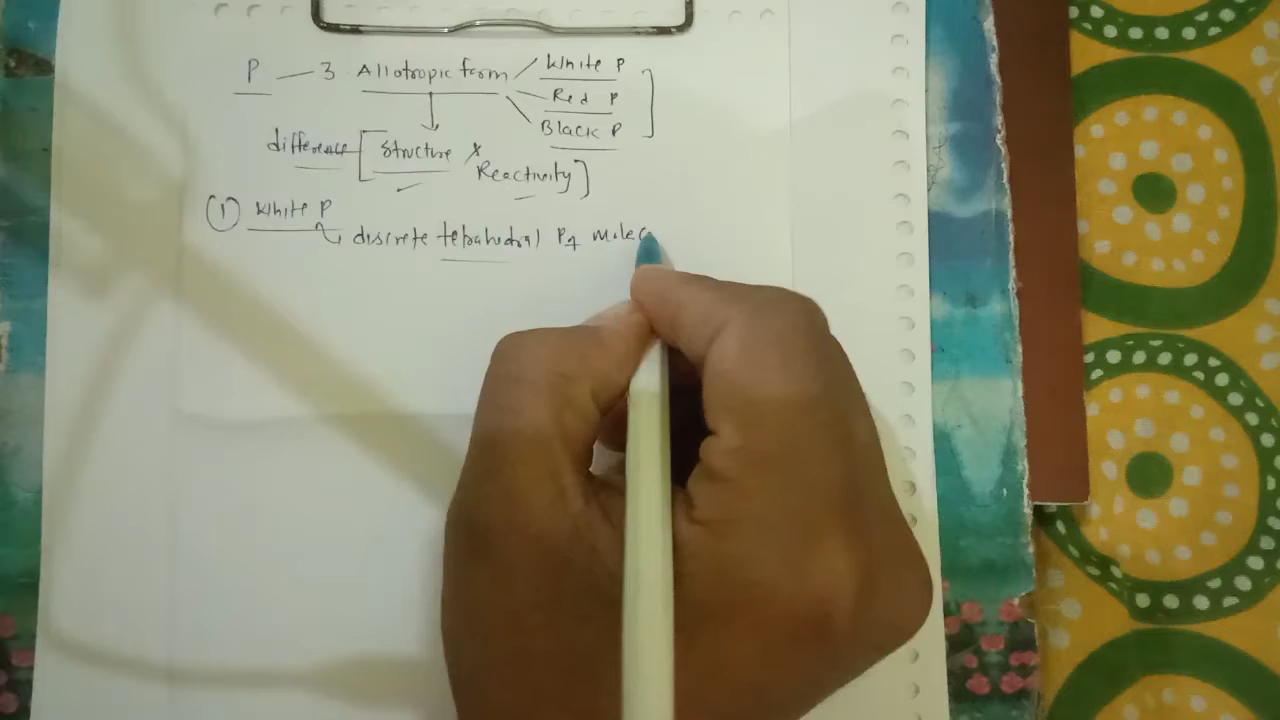 P — 3 Allotropic form White P
Red P
Black P
difference [Structure &
Reactivity]
① White P
discrete tetrahedral P4 molec